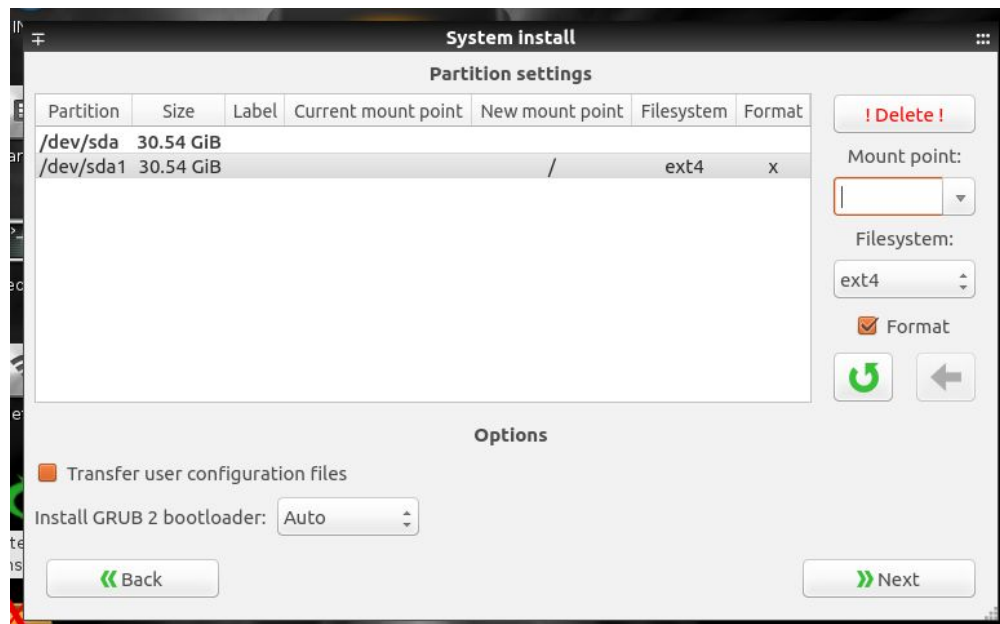 System install
Partition settings
Partition Size Label Current mount point New mount point Filesystem Format
/dev/sda 30.54 GiB
/dev/sda1 30.54 GiB / ext4 x
! Delete !
Mount point:
Filesystem:
ext4
Format
Options
Transfer user configuration files
Install GRUB 2 bootloader: Auto
Back
Next